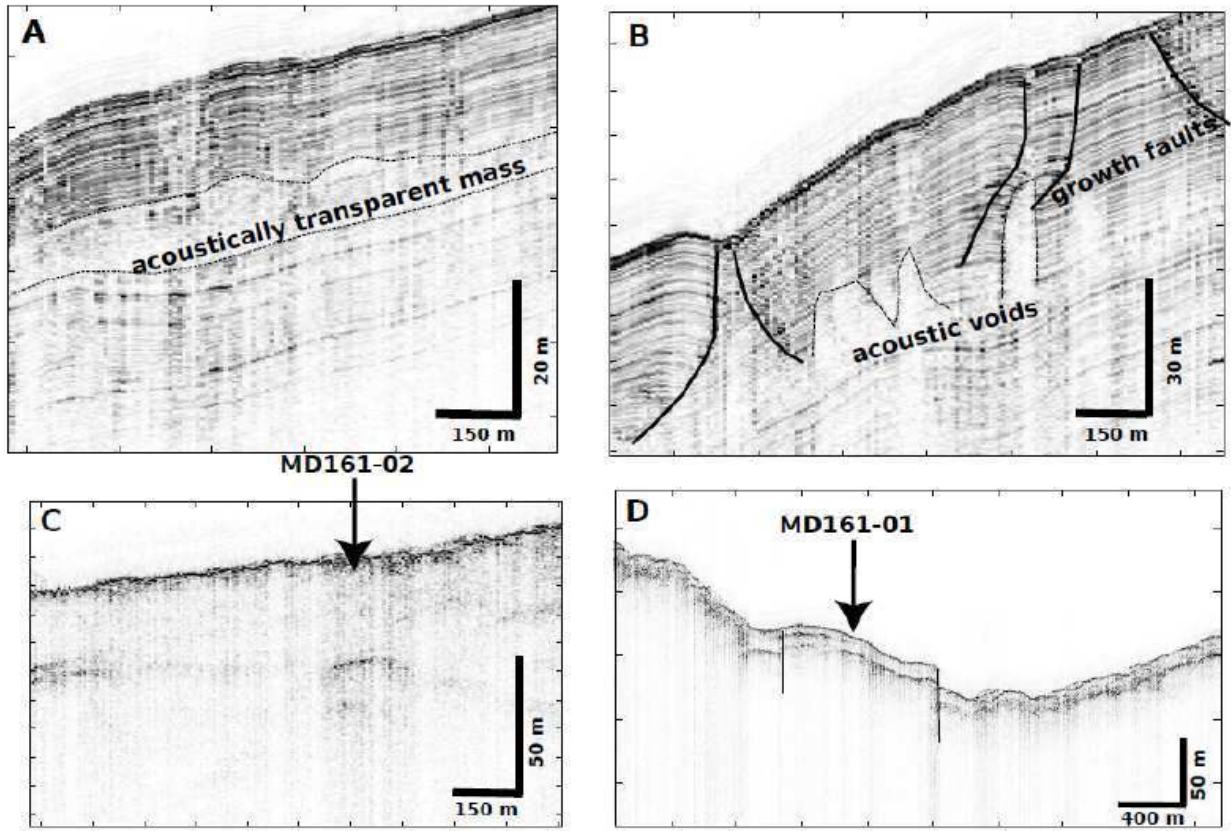 A
acoustically transparent mass
20 m
150 m
B
growth faults
acoustic voids
30 m
150 m
MD161-02
C
50 m
150 m
D
MD161-01
50 m
400 m